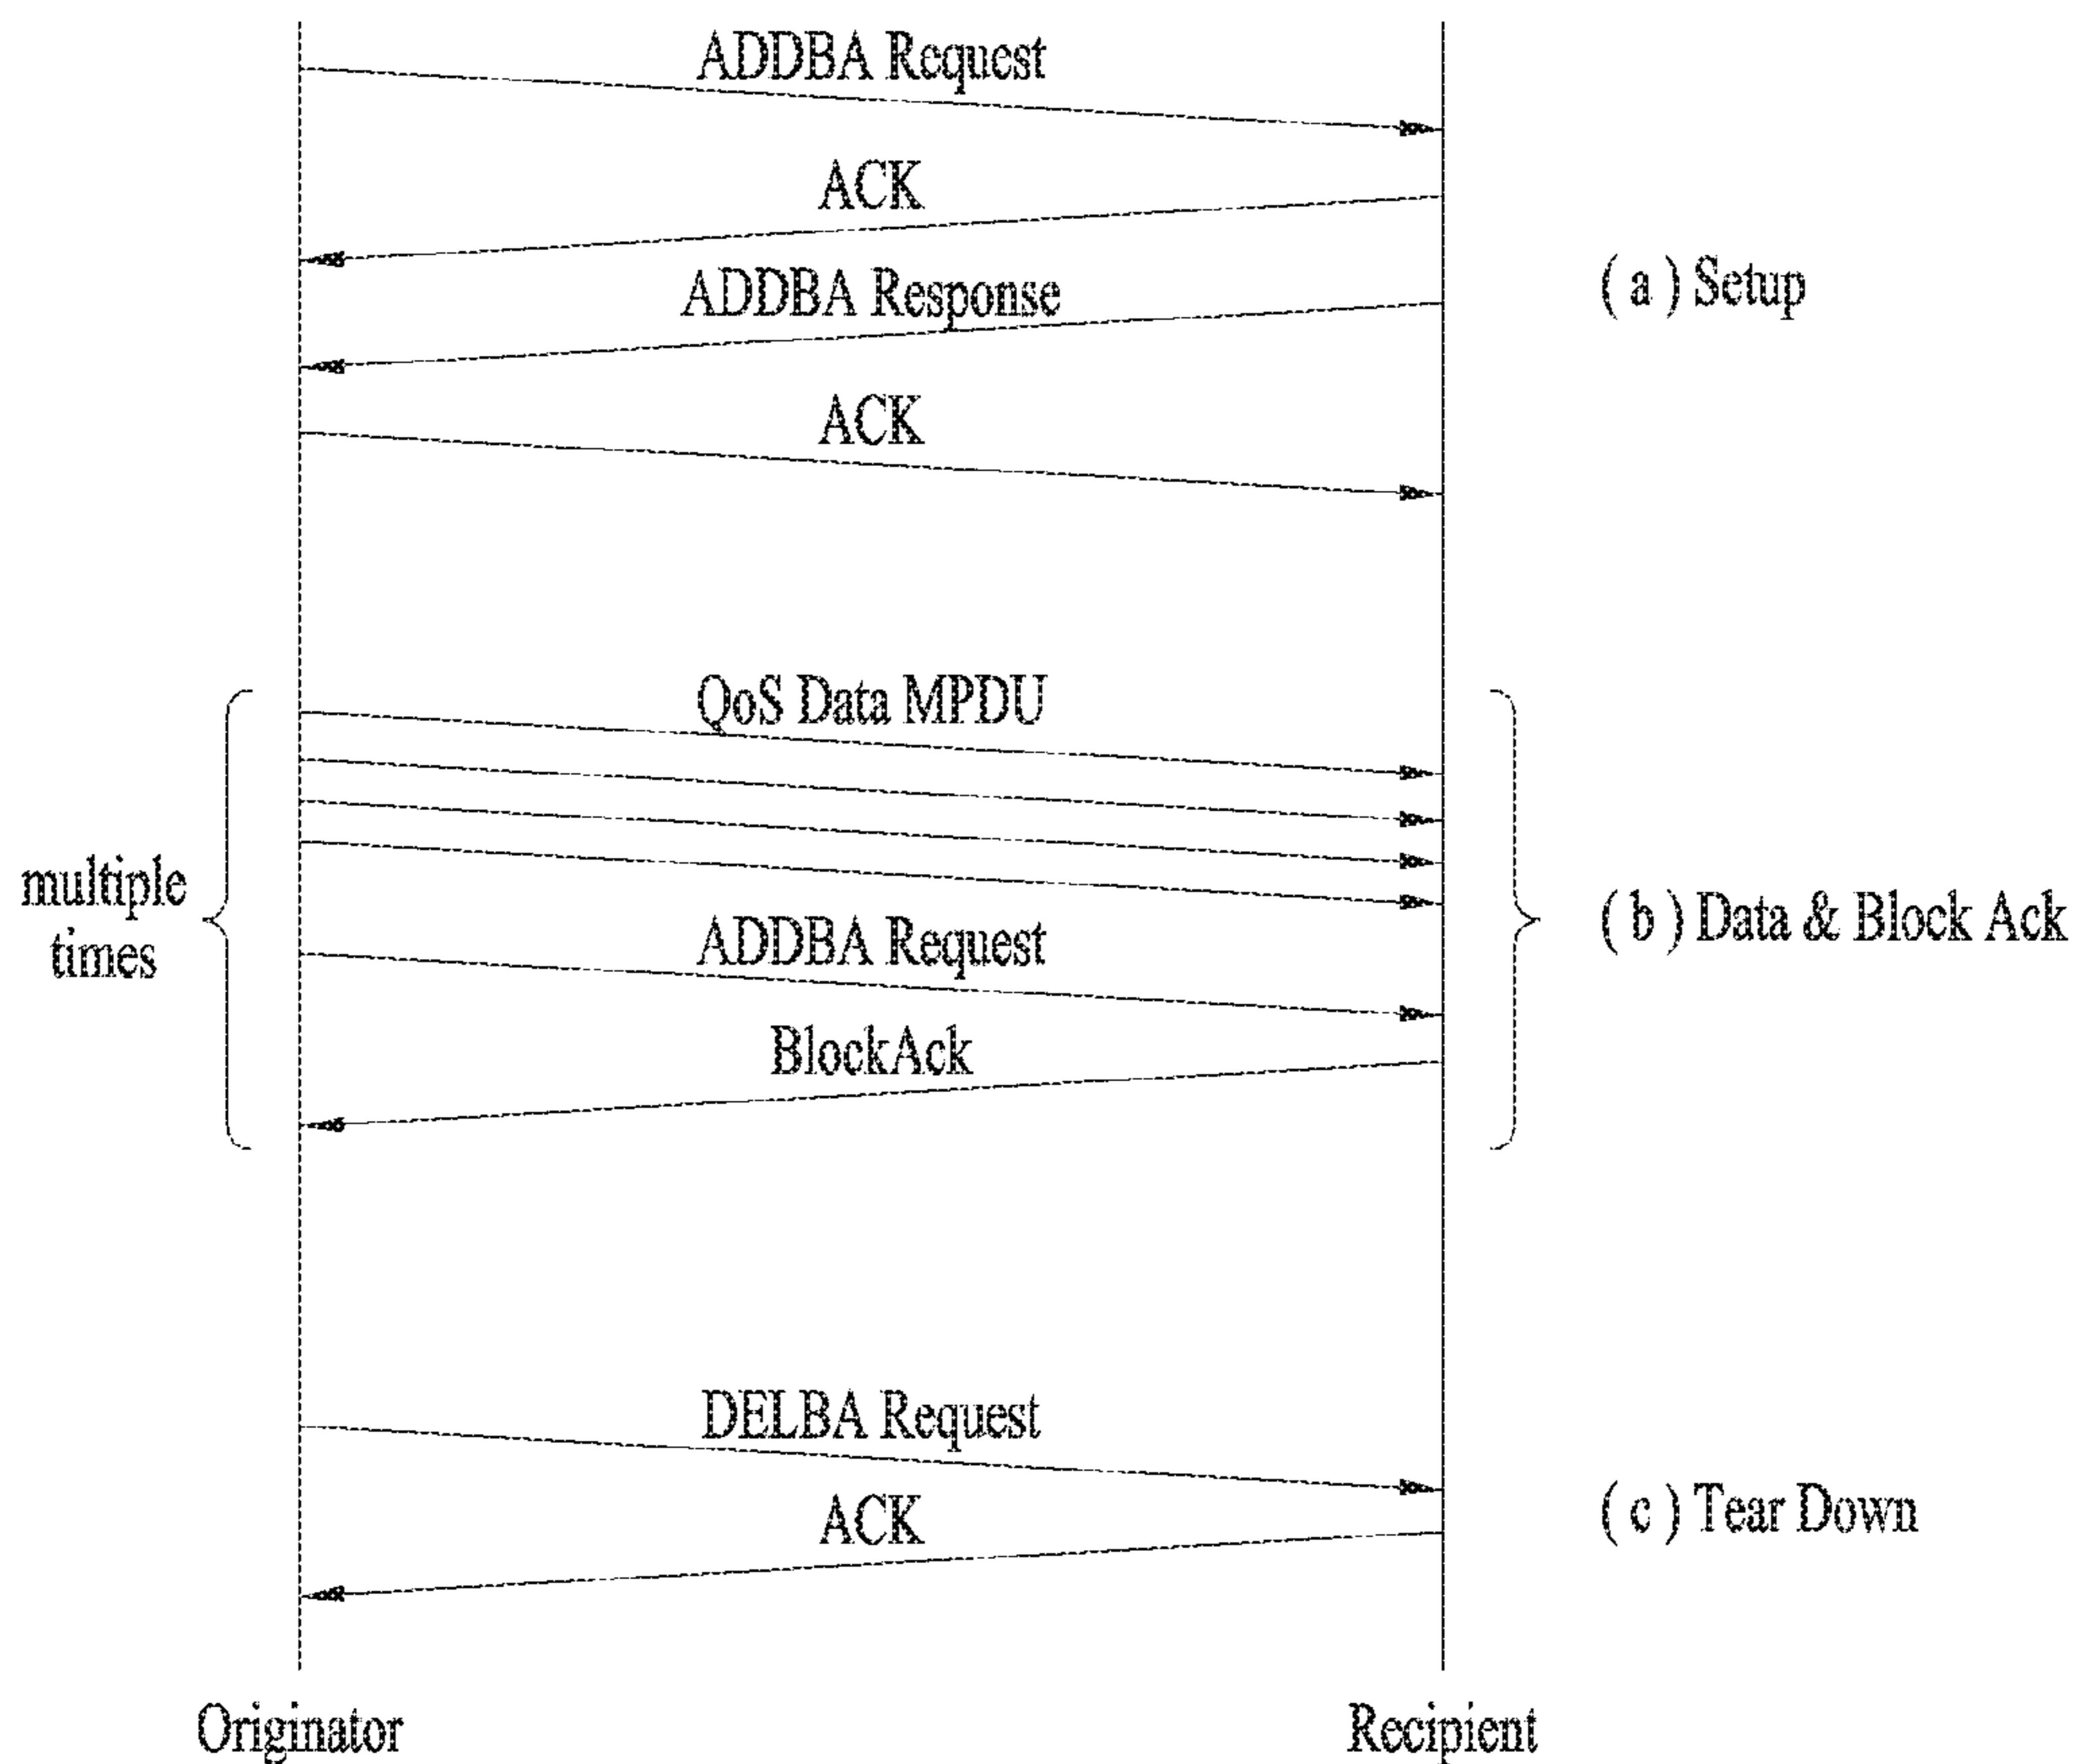 ADDBA Request
ACK
ADDBA Response
( a ) Setup
ACK
QoS Data MPDU
multiple
times
ADDBA Request
( b ) Data & Block Ack
BlockAck
DELBA Request
ACK
( c ) Tear Down
Originator
Recipient